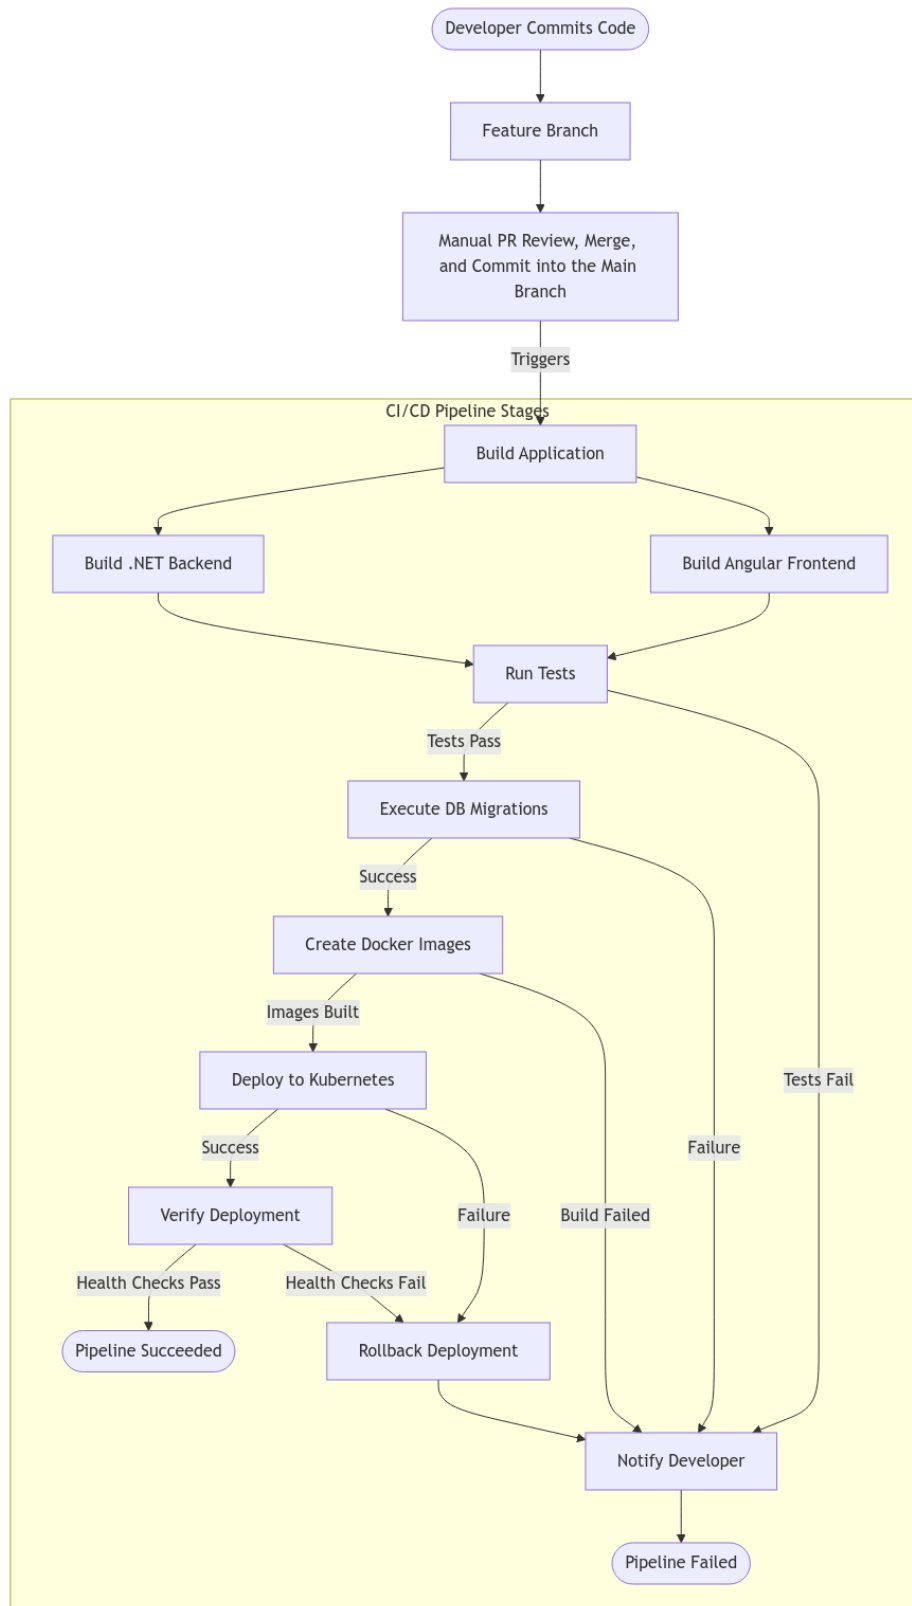 Developer Commits Code
Feature Branch
Manual PR Review, Merge,
and Commit into the Main
Branch
Triggers
CI/CD Pipeline Stages
Build Application
Build .NET Backend
Build Angular Frontend
Run Tests
Tests Pass
Execute DB Migrations
Success
Create Docker Images
Images Built
Deploy to Kubernetes
Tests Fail
Success
Failure
Verify Deployment
Failure
Build Failed
Health Checks Pass
Health Checks Fail
Pipeline Succeeded
Rollback Deployment
Notify Developer
Pipeline Failed